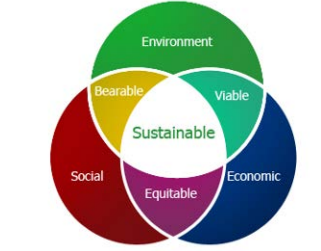 Environment
Bearable
Viable
Sustainable
Social
Economic
Equitable